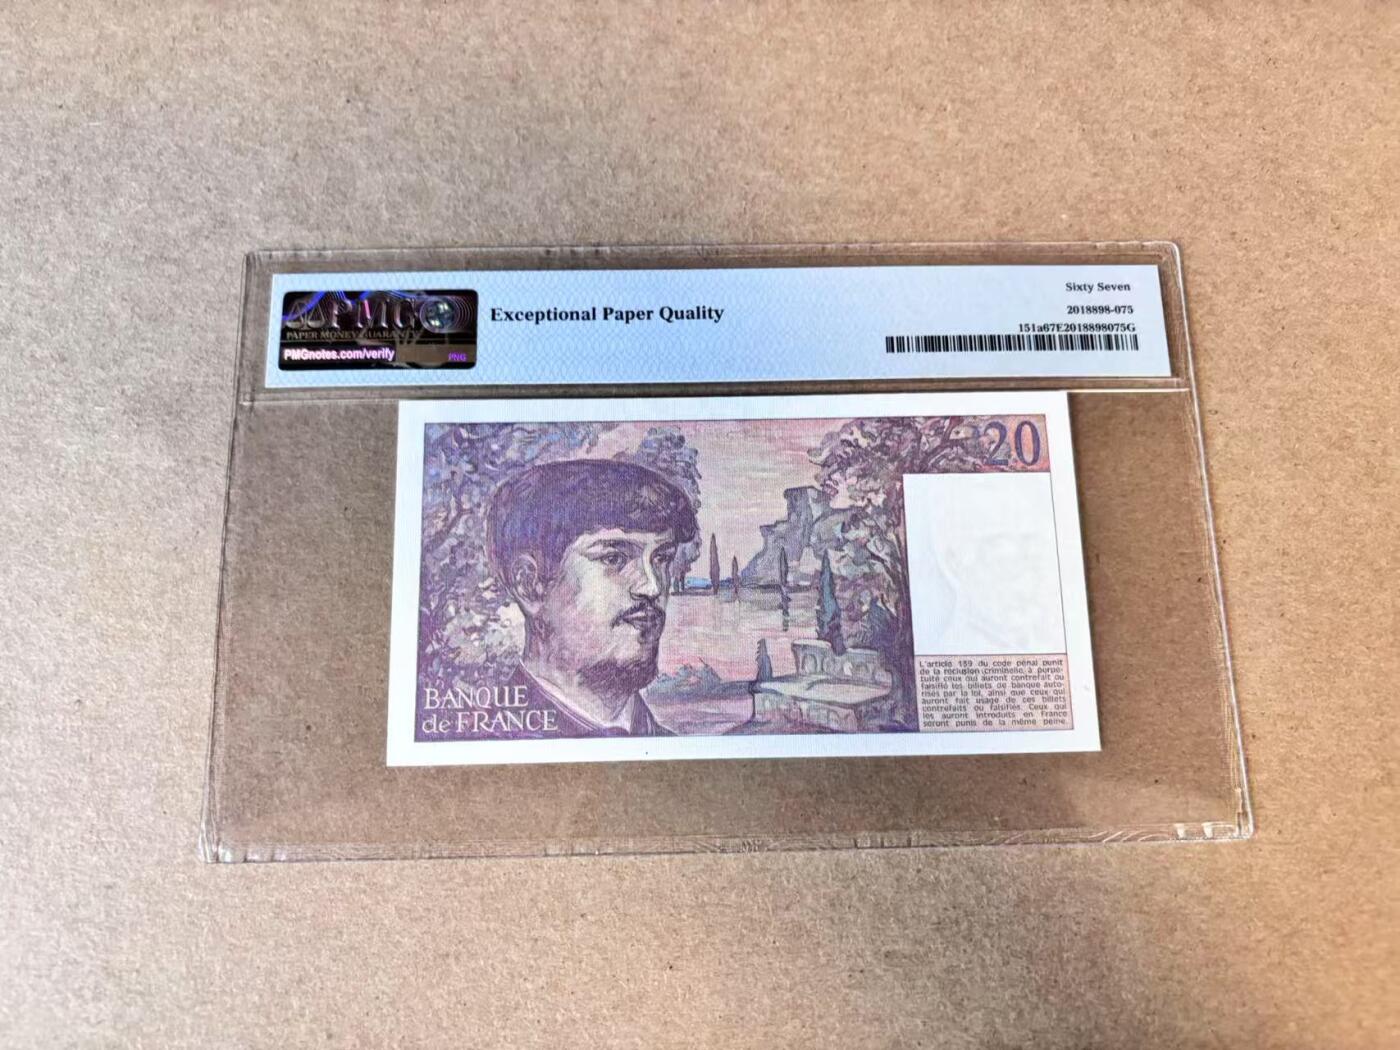 PMG
PAPER MONEY GUARANTY
PMGnotes.com/verify
PNG
Exceptional Paper Quality
Sixty Seven
2018898-075
151a67E2018898075G
20
BANQUE
de FRANCE
L'article 139 du code pénal punit
de la réclusion criminelle à perpé-
tuité ceux qui auront contrefait ou
falsifié les billets de banque auto-
risés par la loi, ainsi que ceux qui
auront fait usage de ces billets
contrefaits ou falsifiés. Ceux qui
les auront introduits en France
seront punis de la même peine.